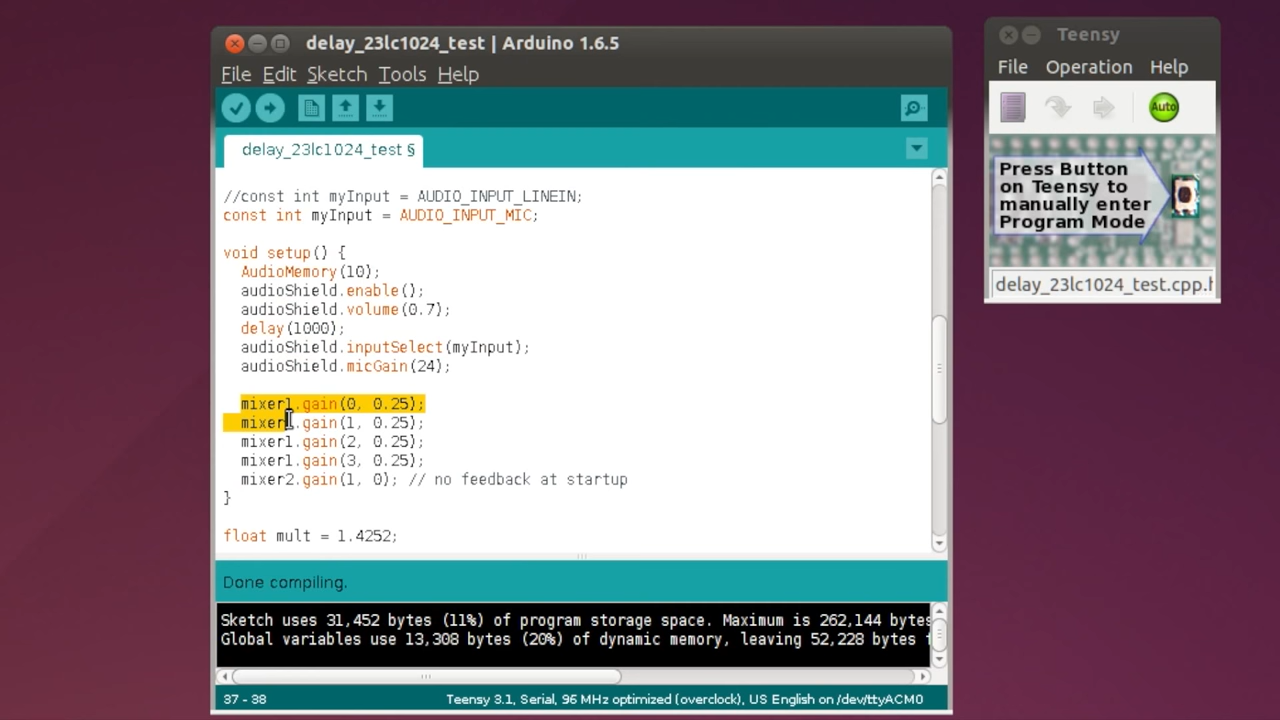 delay_23lc1024_test | Arduino 1.6.5
File Edit Sketch Tools Help
delay_23lc1024_test §
//const int myInput = AUDIO_INPUT_LINEIN;
const int myInput = AUDIO_INPUT_MIC;
void setup() {
AudioMemory(10);
audioShield.enable();
audioShield.volume(0.7);
delay(1000);
audioShield.inputSelect(myInput);
audioShield.micGain(24);
mixer1.gain(0, 0.25);
mixer1.gain(1, 0.25);
mixer1.gain(2, 0.25);
mixer1.gain(3, 0.25);
mixer2.gain(1, 0); // no feedback at startup
}
float mult = 1.4252;
Done compiling.
Sketch uses 31,452 bytes (11%) of program storage space. Maximum is 262,144 bytes
Global variables use 13,308 bytes (20%) of dynamic memory, leaving 52,228 bytes f
37 - 38
Teensy 3.1, Serial, 96 MHz optimized (overclock), US English on /dev/ttyACM0
Teensy
File Operation Help
Auto
Press Button
on Teensy to
manually enter
Program Mode
delay_23lc1024_test.cpp.h